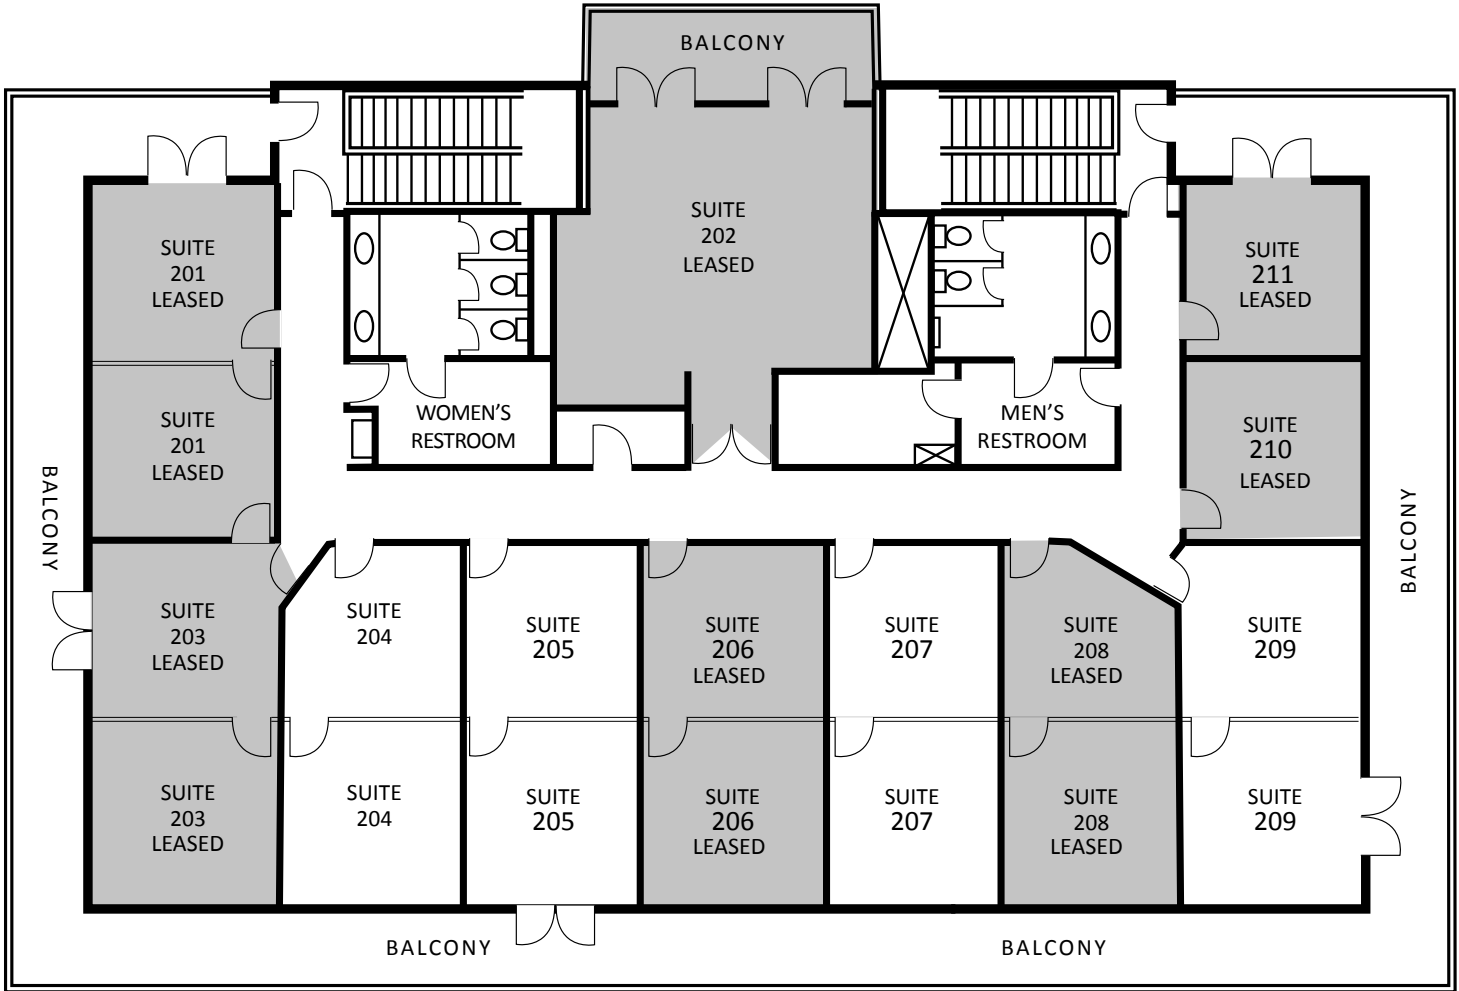 BALCONY
SUITE
202
LEASED
SUITE
201
LEASED
SUITE
211
LEASED
WOMEN'S
RESTROOM
MEN'S
RESTROOM
SUITE
201
LEASED
SUITE
210
LEASED
BALCONY
BALCONY
SUITE
203
LEASED
SUITE
204
SUITE
205
SUITE
206
LEASED
SUITE
207
SUITE
208
LEASED
SUITE
209
SUITE
203
LEASED
SUITE
204
SUITE
205
SUITE
206
LEASED
SUITE
207
SUITE
208
LEASED
SUITE
209
BALCONY
BALCONY